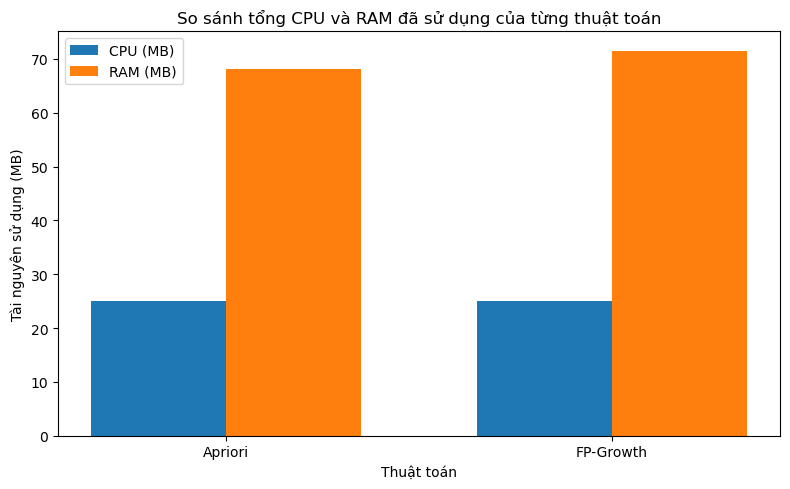 So sánh tổng CPU và RAM đã sử dụng của từng thuật toán
CPU (MB)
RAM (MB)
Tài nguyên sử dụng (MB)
70
60
50
40
30
20
10
0
Apriori
FP-Growth
Thuật toán